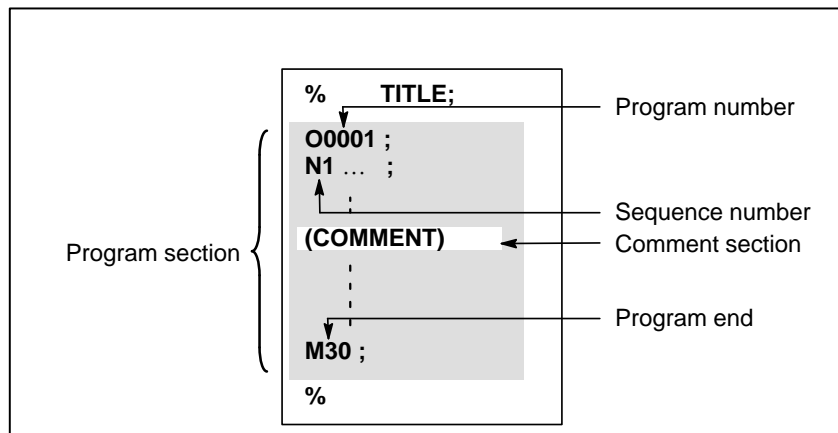 % TITLE;
Program number
O0001 ;
N1 … ;
Sequence number
(COMMENT)
Comment section
Program section
Program end
M30 ;
%